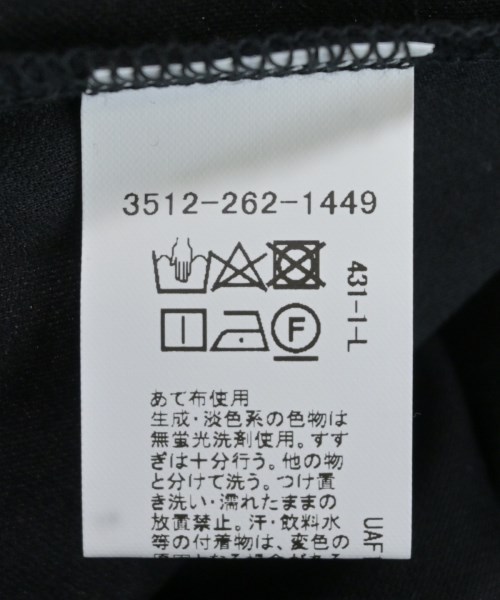 3512-262-1449
431-1-L
F
あて布使用
生成・淡色系の色物は
無蛍光洗剤使用。すす
ぎは十分行う。他の物
と分けて洗う。つけ置
き洗い・濡れたままの
放置禁止。汗・飲料水
等の付着物は、変色の
UAF